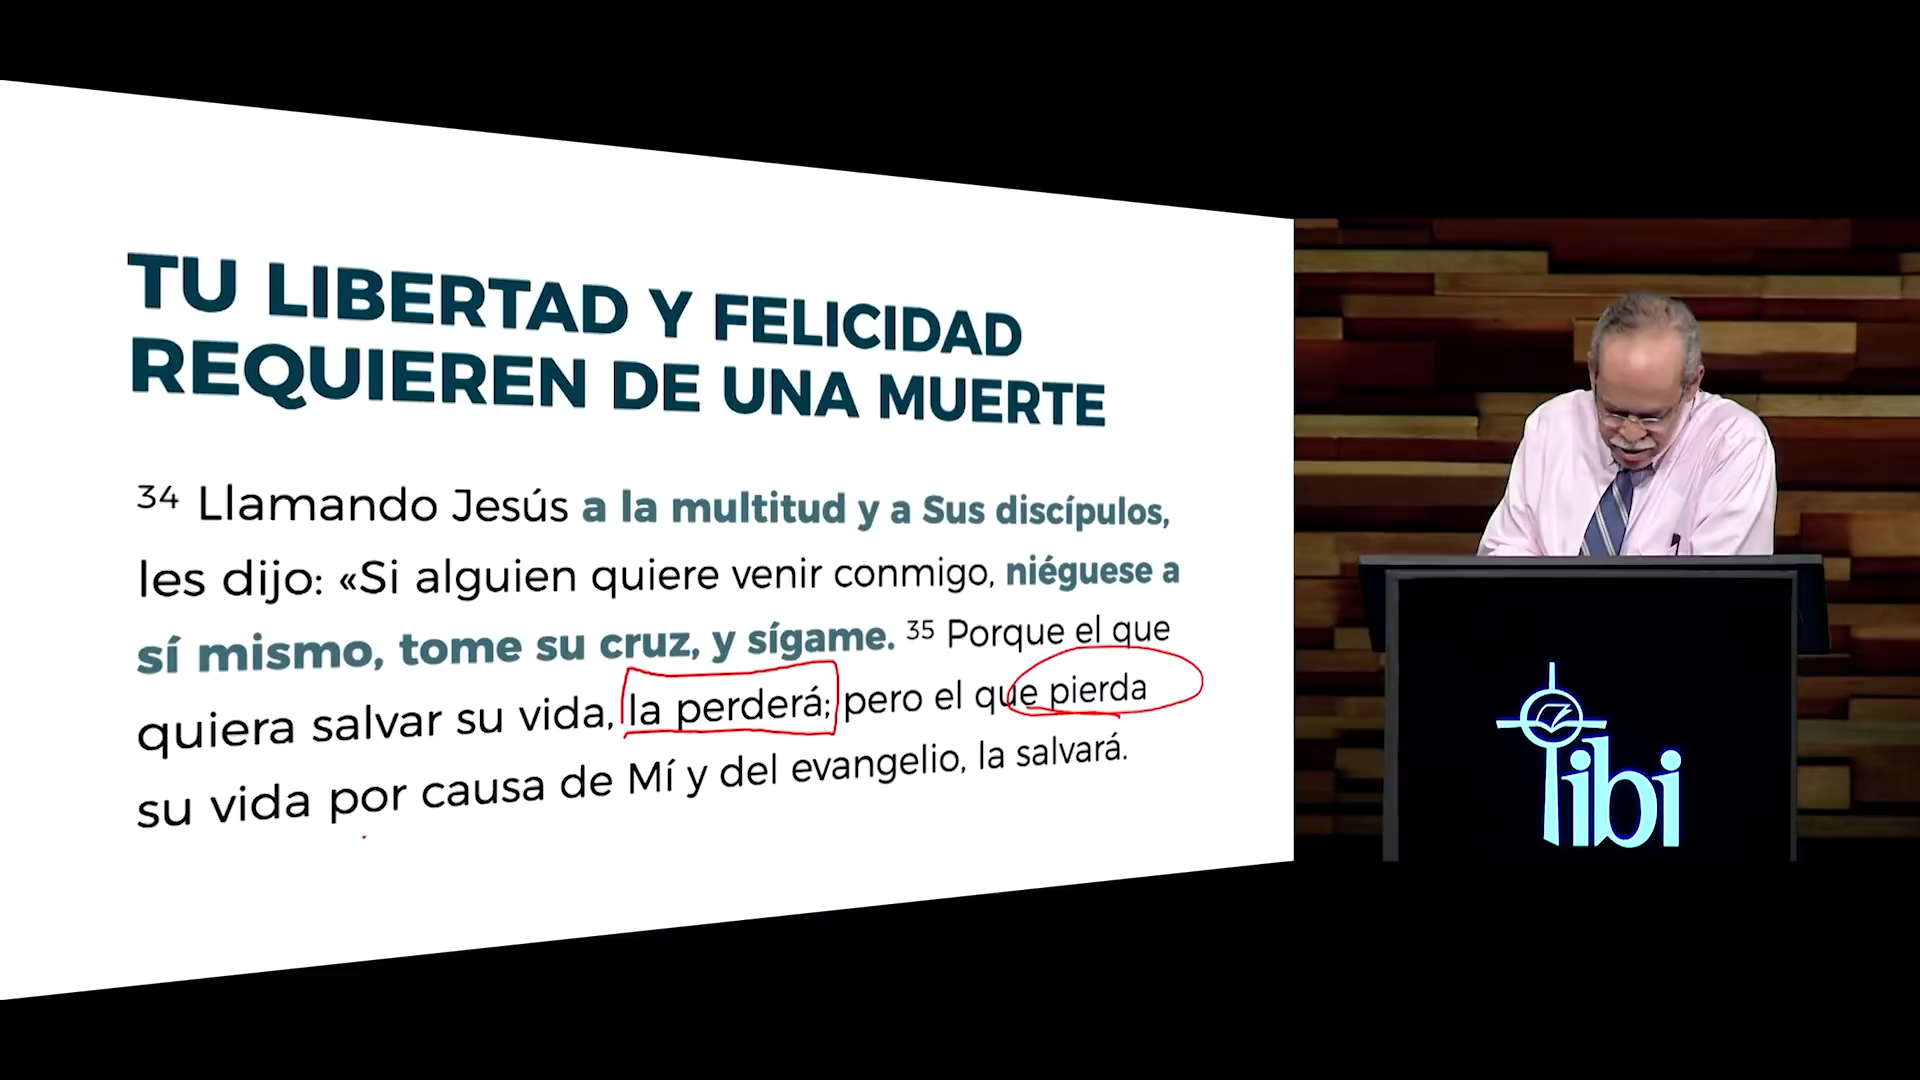 TU LIBERTAD Y FELICIDAD
REQUIEREN DE UNA MUERTE
34 Llamando Jesús a la multitud y a Sus discípulos,
les dijo: «Si alguien quiere venir conmigo, niéguese a
sí mismo, tome su cruz, y sígame. 35 Porque el que
quiera salvar su vida, la perderá; pero el que pierda
su vida por causa de Mí y del evangelio, la salvará.
ibi